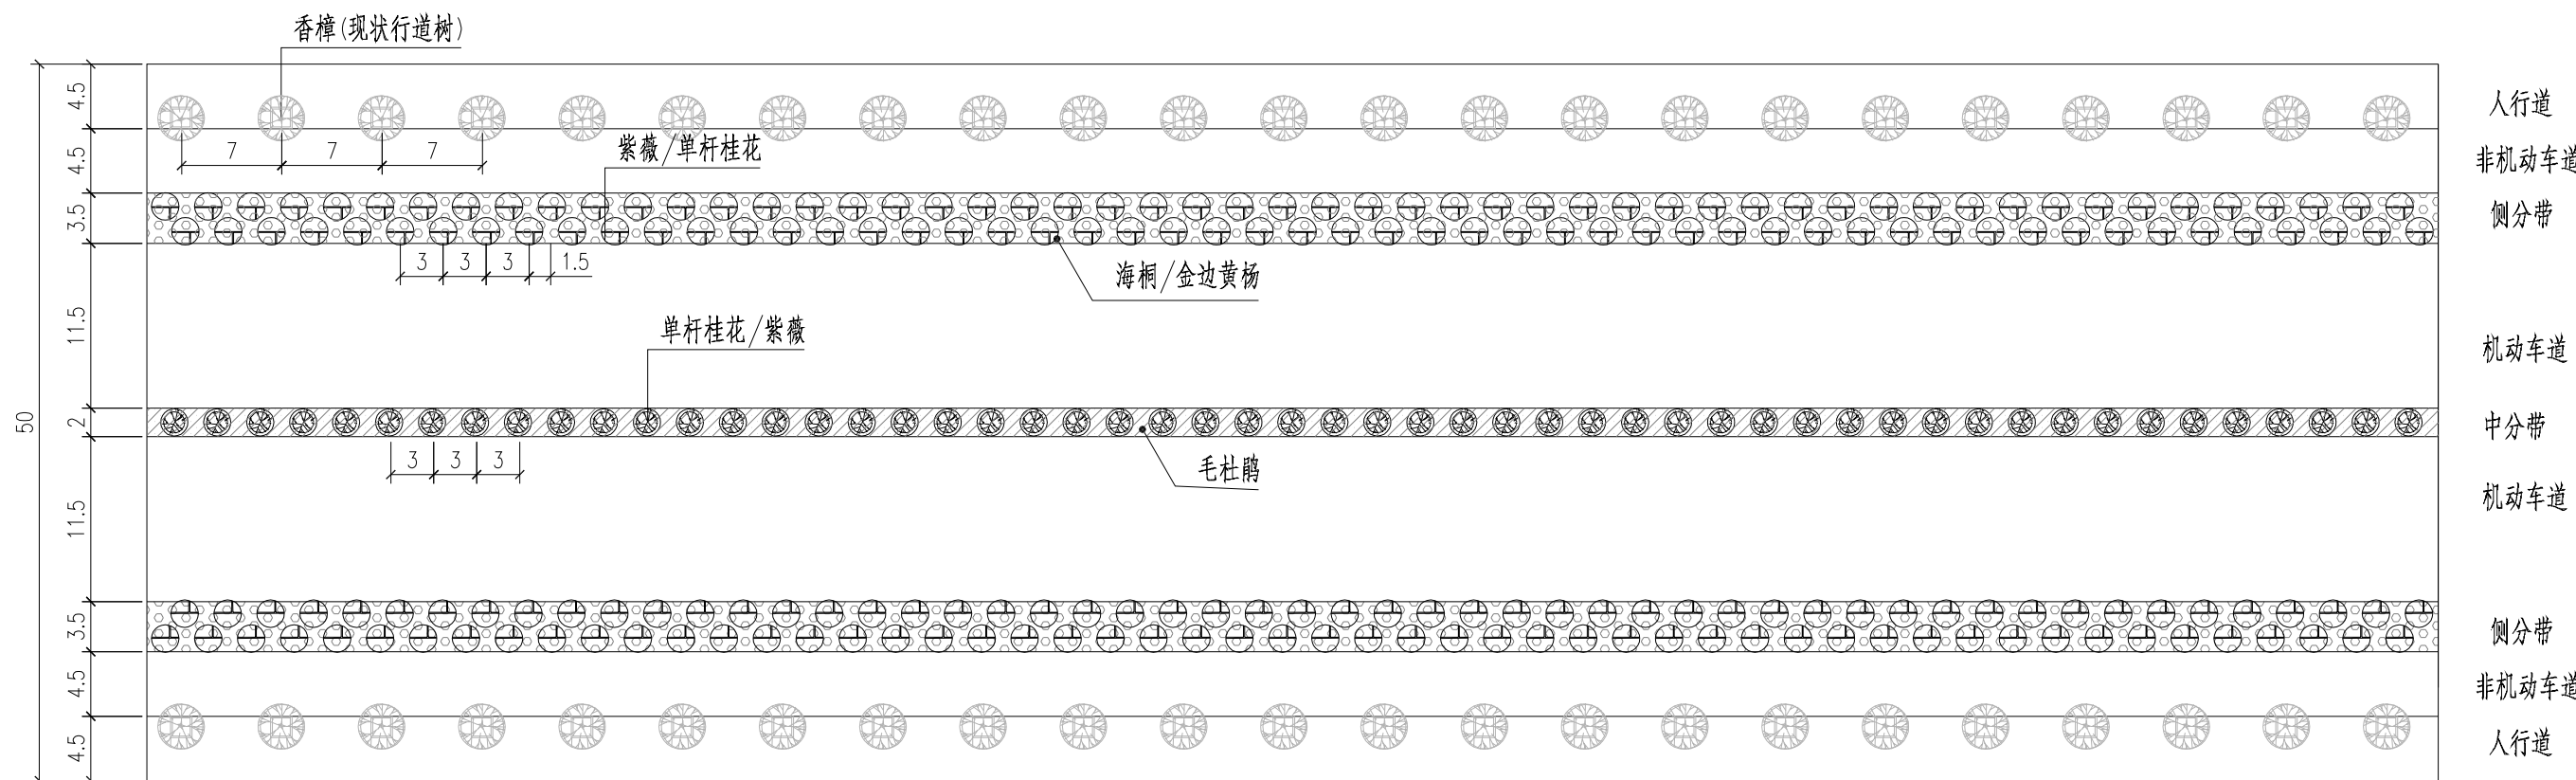 香樟(现状行道树)
4.5
人行道
7
7
7
紫薇/单杆桂花
4.5
非机动车道
3.5
侧分带
3
3
3
1.5
海桐/金边黄杨
11.5
单杆桂花/紫薇
机动车道
50
2
中分带
3
3
3
毛杜鹃
11.5
机动车道
3.5
侧分带
4.5
非机动车道
4.5
人行道